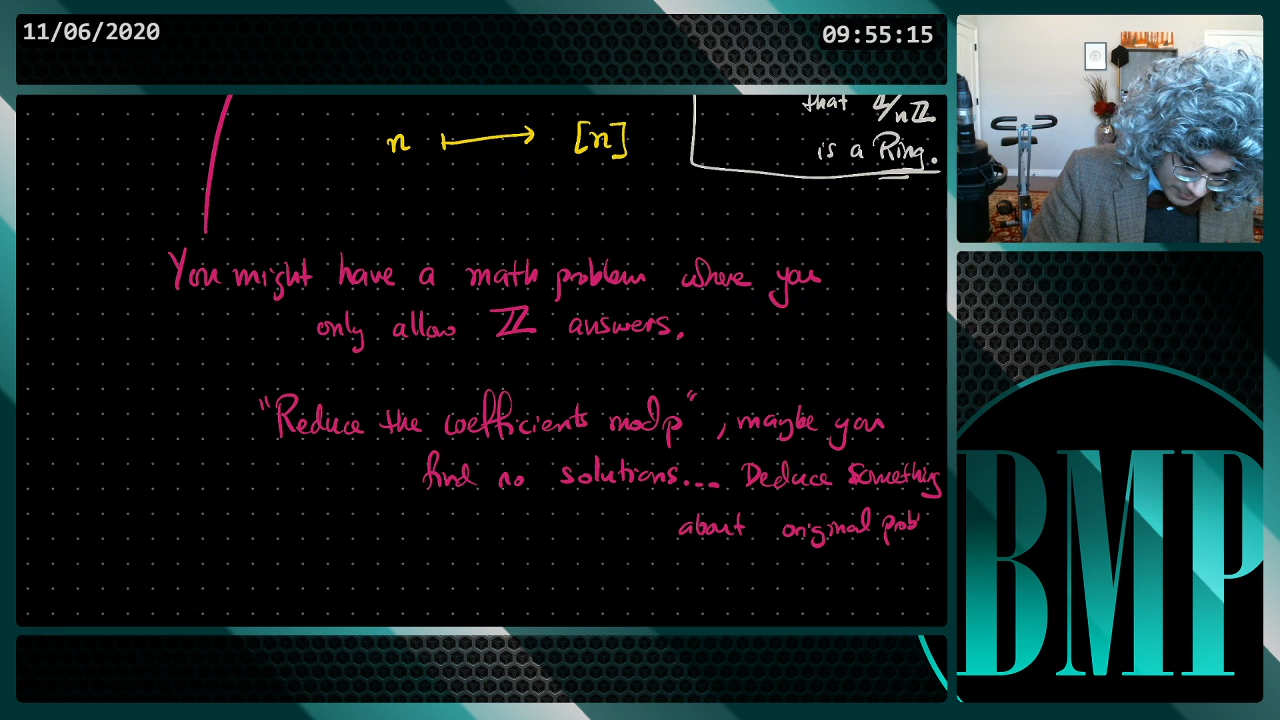 11/06/2020
09:55:15
that ℤ/nℤ
is a Ring.
n ⟼ [n]
You might have a math problem where you
only allow ℤ answers.
"Reduce the coefficients mod p", maybe you
find no solutions... Deduce something
about original prob
BMP